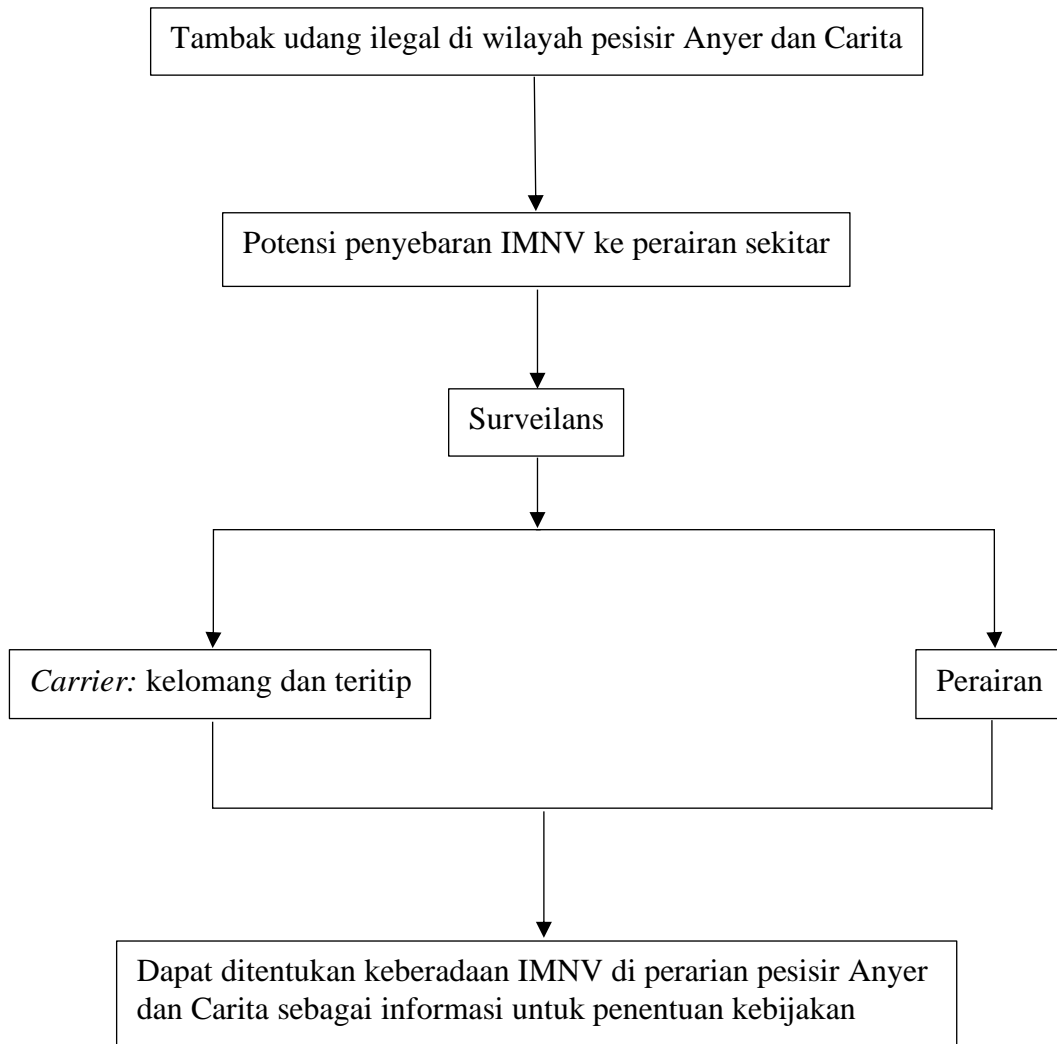 Tambak udang ilegal di wilayah pesisir Anyer dan Carita
Potensi penyebaran IMNV ke perairan sekitar
Surveilans
Carrier: kelomang dan teritip
Perairan
Dapat ditentukan keberadaan IMNV di perarian pesisir Anyer
dan Carita sebagai informasi untuk penentuan kebijakan